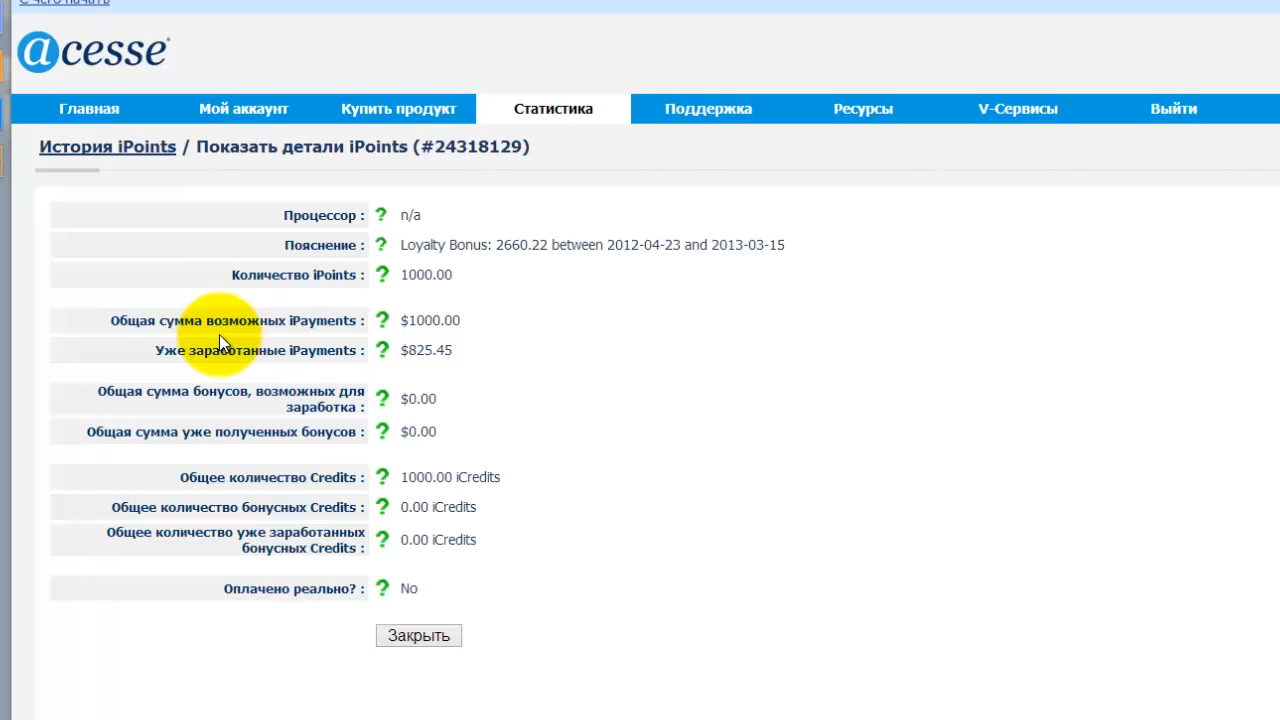 С чего начать
acesse
Главная Мой аккаунт Купить продукт Статистика Поддержка Ресурсы V-Сервисы Выйти
История iPoints / Показать детали iPoints (#24318129)
Процессор : ? n/a
Пояснение : ? Loyalty Bonus: 2660.22 between 2012-04-23 and 2013-03-15
Количество iPoints : ? 1000.00
Общая сумма возможных iPayments : ? $1000.00
Уже заработанные iPayments : ? $825.45
Общая сумма бонусов, возможных для
заработка : ? $0.00
Общая сумма уже полученных бонусов : ? $0.00
Общее количество Credits : ? 1000.00 iCredits
Общее количество бонусных Credits : ? 0.00 iCredits
Общее количество уже заработанных
бонусных Credits : ? 0.00 iCredits
Оплачено реально? : ? No
Закрыть